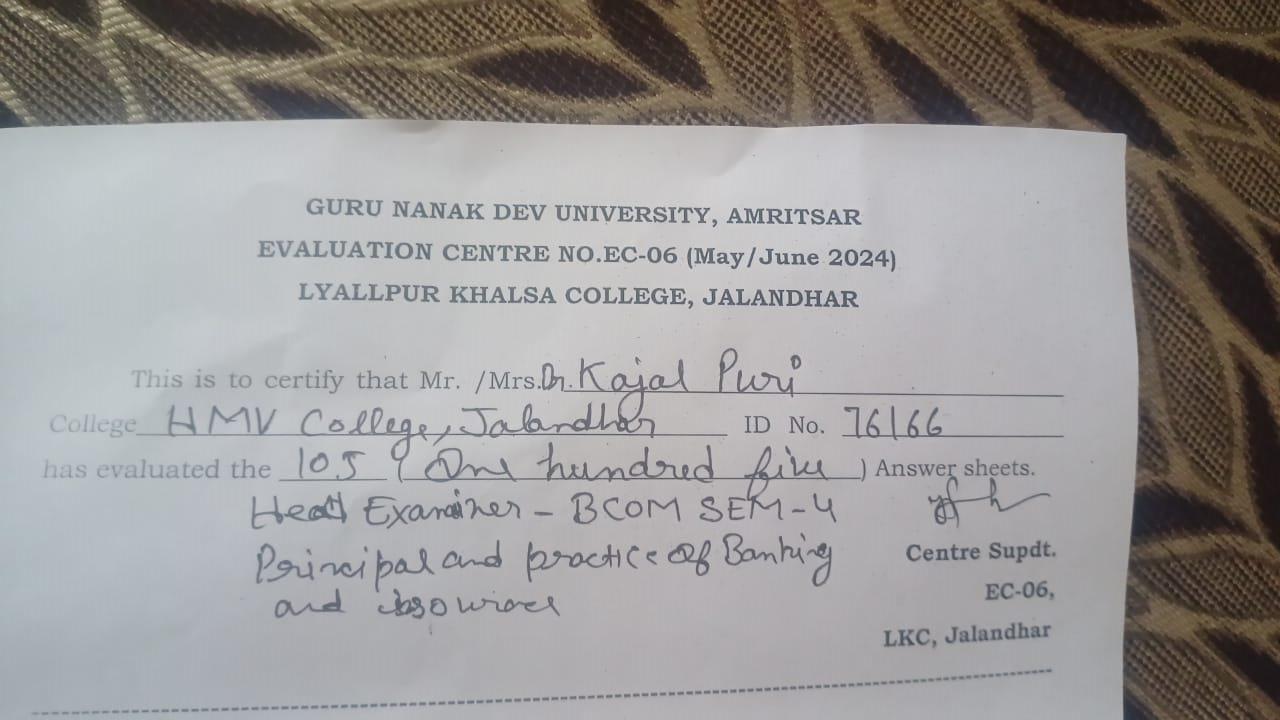 GURU NANAK DEV UNIVERSITY, AMRITSAR
EVALUATION CENTRE NO.EC-06 (May/June 2024)
LYALLPUR KHALSA COLLEGE, JALANDHAR
This is to certify that Mr. /Mrs. Dr. Kajal Puri
College HMV College, Jalandhar ID No. 76166
has evaluated the 105 (One hundred five) Answer sheets.
Head Examiner - BCOM SEM-4
Principal and practice of Banking
Centre Supdt.
and
EC-06,
LKC, Jalandhar